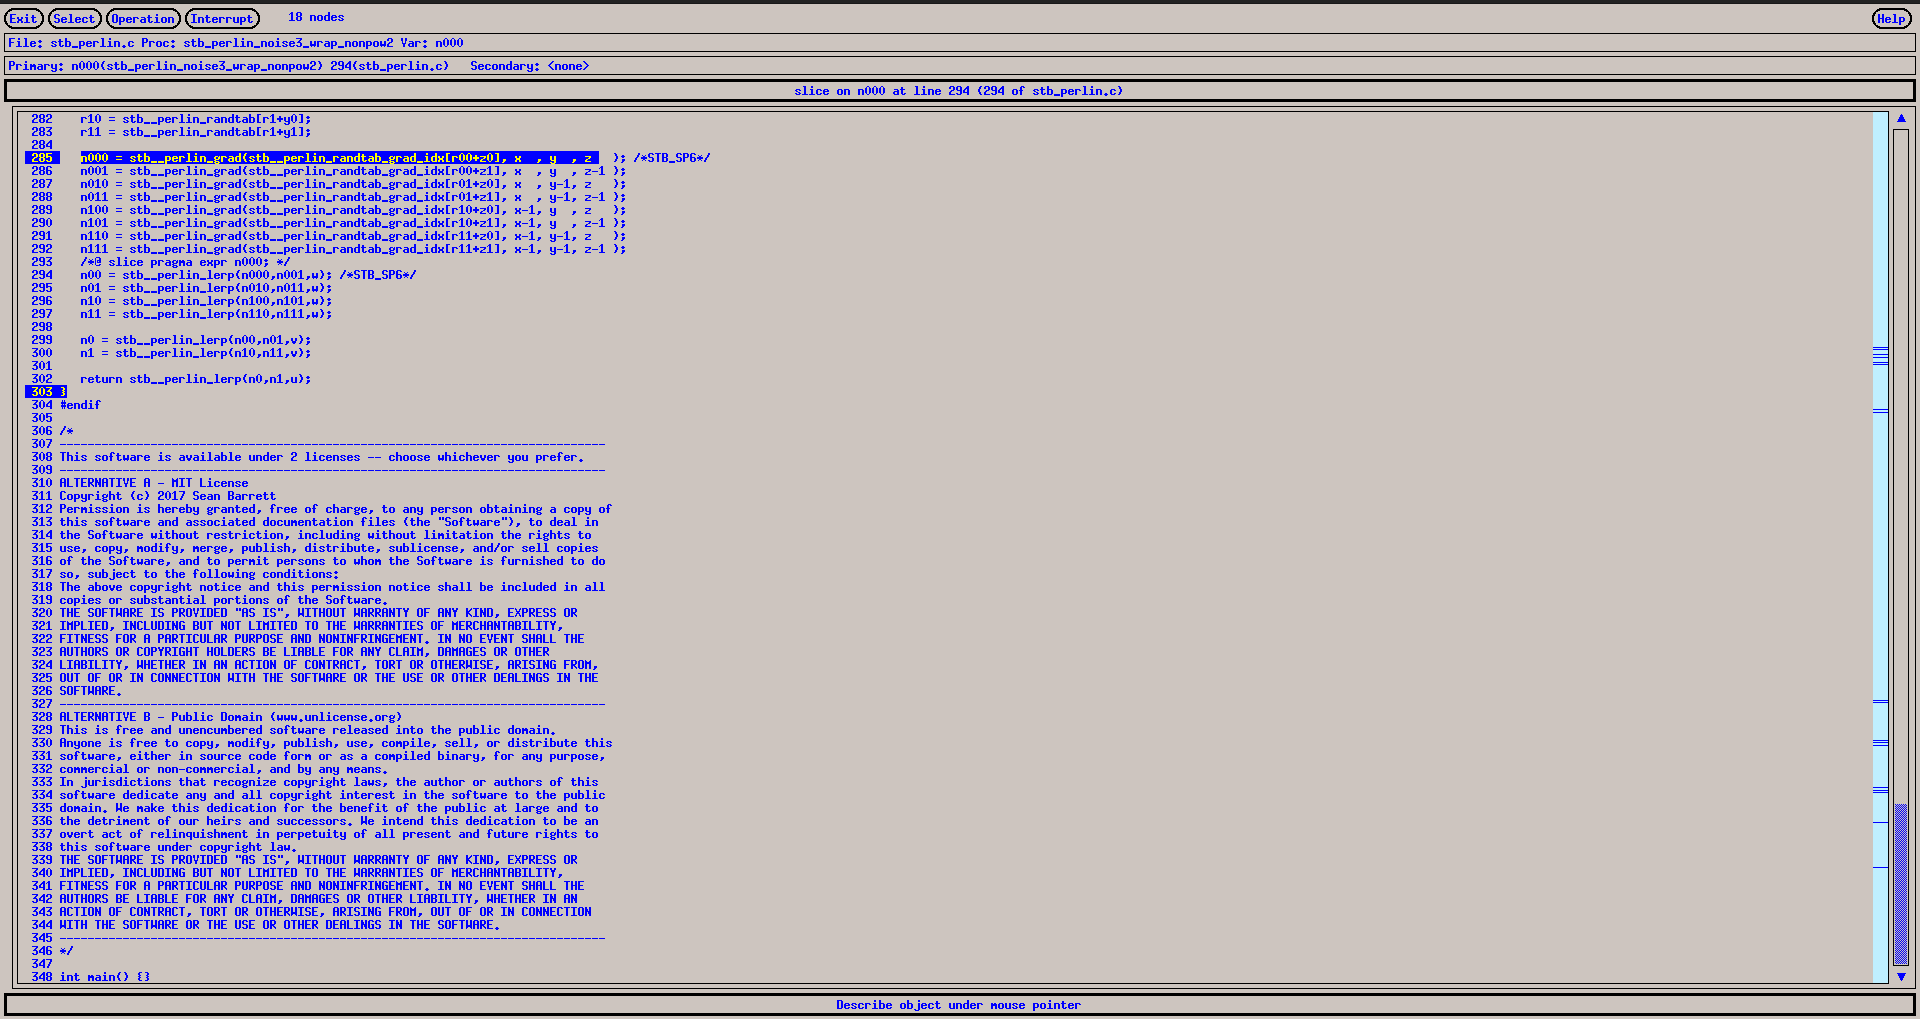 Exit Select Operation Interrupt 18 nodes Help
File: stb_perlin.c Proc: stb_perlin_noise3_wrap_nonpow2 Var: n000
Primary: n000(stb_perlin_noise3_wrap_nonpow2) 294(stb_perlin.c) Secondary: <none>
slice on n000 at line 294 (294 of stb_perlin.c)
282    r10 = stb__perlin_randtab[r1+y0];
283    r11 = stb__perlin_randtab[r1+y1];
284
285    n000 = stb__perlin_grad(stb__perlin_randtab_grad_idx[r00+z0], x  , y  , z   ); /*STB_SP6*/
286    n001 = stb__perlin_grad(stb__perlin_randtab_grad_idx[r00+z1], x  , y  , z-1 );
287    n010 = stb__perlin_grad(stb__perlin_randtab_grad_idx[r01+z0], x  , y-1, z   );
288    n011 = stb__perlin_grad(stb__perlin_randtab_grad_idx[r01+z1], x  , y-1, z-1 );
289    n100 = stb__perlin_grad(stb__perlin_randtab_grad_idx[r10+z0], x-1, y  , z   );
290    n101 = stb__perlin_grad(stb__perlin_randtab_grad_idx[r10+z1], x-1, y  , z-1 );
291    n110 = stb__perlin_grad(stb__perlin_randtab_grad_idx[r11+z0], x-1, y-1, z   );
292    n111 = stb__perlin_grad(stb__perlin_randtab_grad_idx[r11+z1], x-1, y-1, z-1 );
293    /*@ slice pragma expr n000; */
294    n00 = stb__perlin_lerp(n000,n001,w); /*STB_SP6*/
295    n01 = stb__perlin_lerp(n010,n011,w);
296    n10 = stb__perlin_lerp(n100,n101,w);
297    n11 = stb__perlin_lerp(n110,n111,w);
298
299    n0 = stb__perlin_lerp(n00,n01,v);
300    n1 = stb__perlin_lerp(n10,n11,v);
301
302    return stb__perlin_lerp(n0,n1,u);
303 }
304 #endif
305
306 /*
307 ------------------------------------------------------------------------------
308 This software is available under 2 licenses -- choose whichever you prefer.
309 ------------------------------------------------------------------------------
310 ALTERNATIVE A - MIT License
311 Copyright (c) 2017 Sean Barrett
312 Permission is hereby granted, free of charge, to any person obtaining a copy of
313 this software and associated documentation files (the "Software"), to deal in
314 the Software without restriction, including without limitation the rights to
315 use, copy, modify, merge, publish, distribute, sublicense, and/or sell copies
316 of the Software, and to permit persons to whom the Software is furnished to do
317 so, subject to the following conditions:
318 The above copyright notice and this permission notice shall be included in all
319 copies or substantial portions of the Software.
320 THE SOFTWARE IS PROVIDED "AS IS", WITHOUT WARRANTY OF ANY KIND, EXPRESS OR
321 IMPLIED, INCLUDING BUT NOT LIMITED TO THE WARRANTIES OF MERCHANTABILITY,
322 FITNESS FOR A PARTICULAR PURPOSE AND NONINFRINGEMENT. IN NO EVENT SHALL THE
323 AUTHORS OR COPYRIGHT HOLDERS BE LIABLE FOR ANY CLAIM, DAMAGES OR OTHER
324 LIABILITY, WHETHER IN AN ACTION OF CONTRACT, TORT OR OTHERWISE, ARISING FROM,
325 OUT OF OR IN CONNECTION WITH THE SOFTWARE OR THE USE OR OTHER DEALINGS IN THE
326 SOFTWARE.
327 ------------------------------------------------------------------------------
328 ALTERNATIVE B - Public Domain (www.unlicense.org)
329 This is free and unencumbered software released into the public domain.
330 Anyone is free to copy, modify, publish, use, compile, sell, or distribute this
331 software, either in source code form or as a compiled binary, for any purpose,
332 commercial or non-commercial, and by any means.
333 In jurisdictions that recognize copyright laws, the author or authors of this
334 software dedicate any and all copyright interest in the software to the public
335 domain. We make this dedication for the benefit of the public at large and to
336 the detriment of our heirs and successors. We intend this dedication to be an
337 overt act of relinquishment in perpetuity of all present and future rights to
338 this software under copyright law.
339 THE SOFTWARE IS PROVIDED "AS IS", WITHOUT WARRANTY OF ANY KIND, EXPRESS OR
340 IMPLIED, INCLUDING BUT NOT LIMITED TO THE WARRANTIES OF MERCHANTABILITY,
341 FITNESS FOR A PARTICULAR PURPOSE AND NONINFRINGEMENT. IN NO EVENT SHALL THE
342 AUTHORS BE LIABLE FOR ANY CLAIM, DAMAGES OR OTHER LIABILITY, WHETHER IN AN
343 ACTION OF CONTRACT, TORT OR OTHERWISE, ARISING FROM, OUT OF OR IN CONNECTION
344 WITH THE SOFTWARE OR THE USE OR OTHER DEALINGS IN THE SOFTWARE.
345 ------------------------------------------------------------------------------
346 */
347
348 int main() {}
Describe object under mouse pointer